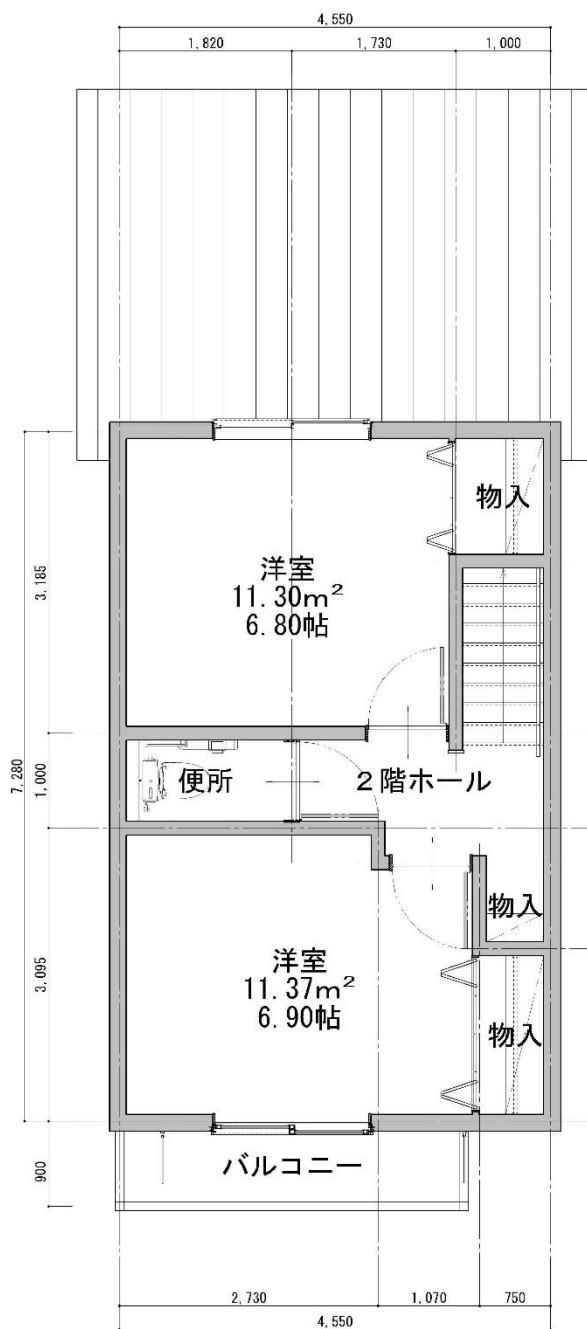 4,550
1,820
1,730
1,000
物入
洋室
11.30m²
6.80帖
3,185
7,280
1,000
便所
2階ホール
3,095
物入
洋室
11.37m²
6.90帖
物入
900
バルコニー
2,730
1,070
750
4,550